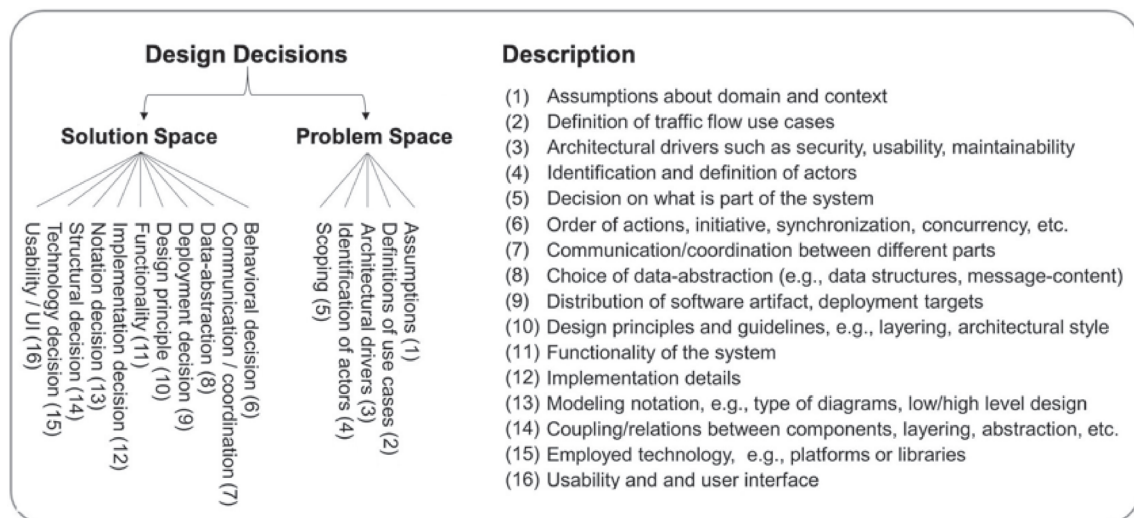 Design Decisions
Solution Space
Problem Space
Usability / UI (16)
Technology decision (15)
Structural decision (14)
Notation decision (13)
Implementation decision (12)
Functionality (11)
Design principle (10)
Deployment decision (9)
Data-abstraction (8)
Communication / coordination (7)
Behavioral decision (6)
Scoping (5)
Identification of actors (4)
Architectural drivers (3)
Definitions of use cases (2)
Assumptions (1)
Description
(1) Assumptions about domain and context
(2) Definition of traffic flow use cases
(3) Architectural drivers such as security, usability, maintainability
(4) Identification and definition of actors
(5) Decision on what is part of the system
(6) Order of actions, initiative, synchronization, concurrency, etc.
(7) Communication/coordination between different parts
(8) Choice of data-abstraction (e.g., data structures, message-content)
(9) Distribution of software artifact, deployment targets
(10) Design principles and guidelines, e.g., layering, architectural style
(11) Functionality of the system
(12) Implementation details
(13) Modeling notation, e.g., type of diagrams, low/high level design
(14) Coupling/relations between components, layering, abstraction, etc.
(15) Employed technology, e.g., platforms or libraries
(16) Usability and and user interface